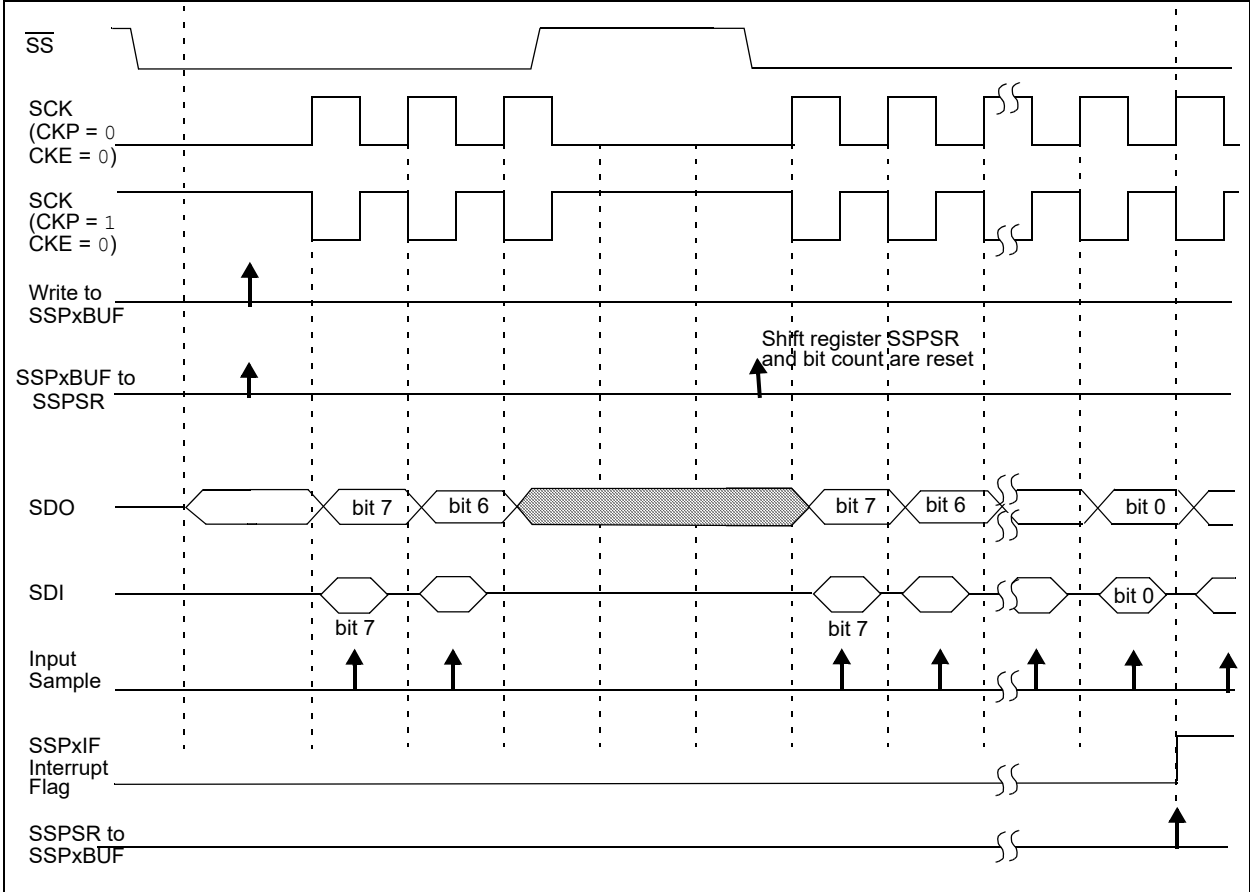 SS
SCK
(CKP = 0
CKE = 0)
SCK
(CKP = 1
CKE = 0)
Write to
SSPxBUF
Shift register SSPSR
and bit count are reset
SSPxBUF to
SSPSR
SDO
bit 7
bit 6
bit 7
bit 6
bit 0
SDI
bit 0
bit 7
bit 7
Input
Sample
SSPxIF
Interrupt
Flag
SSPSR to
SSPxBUF